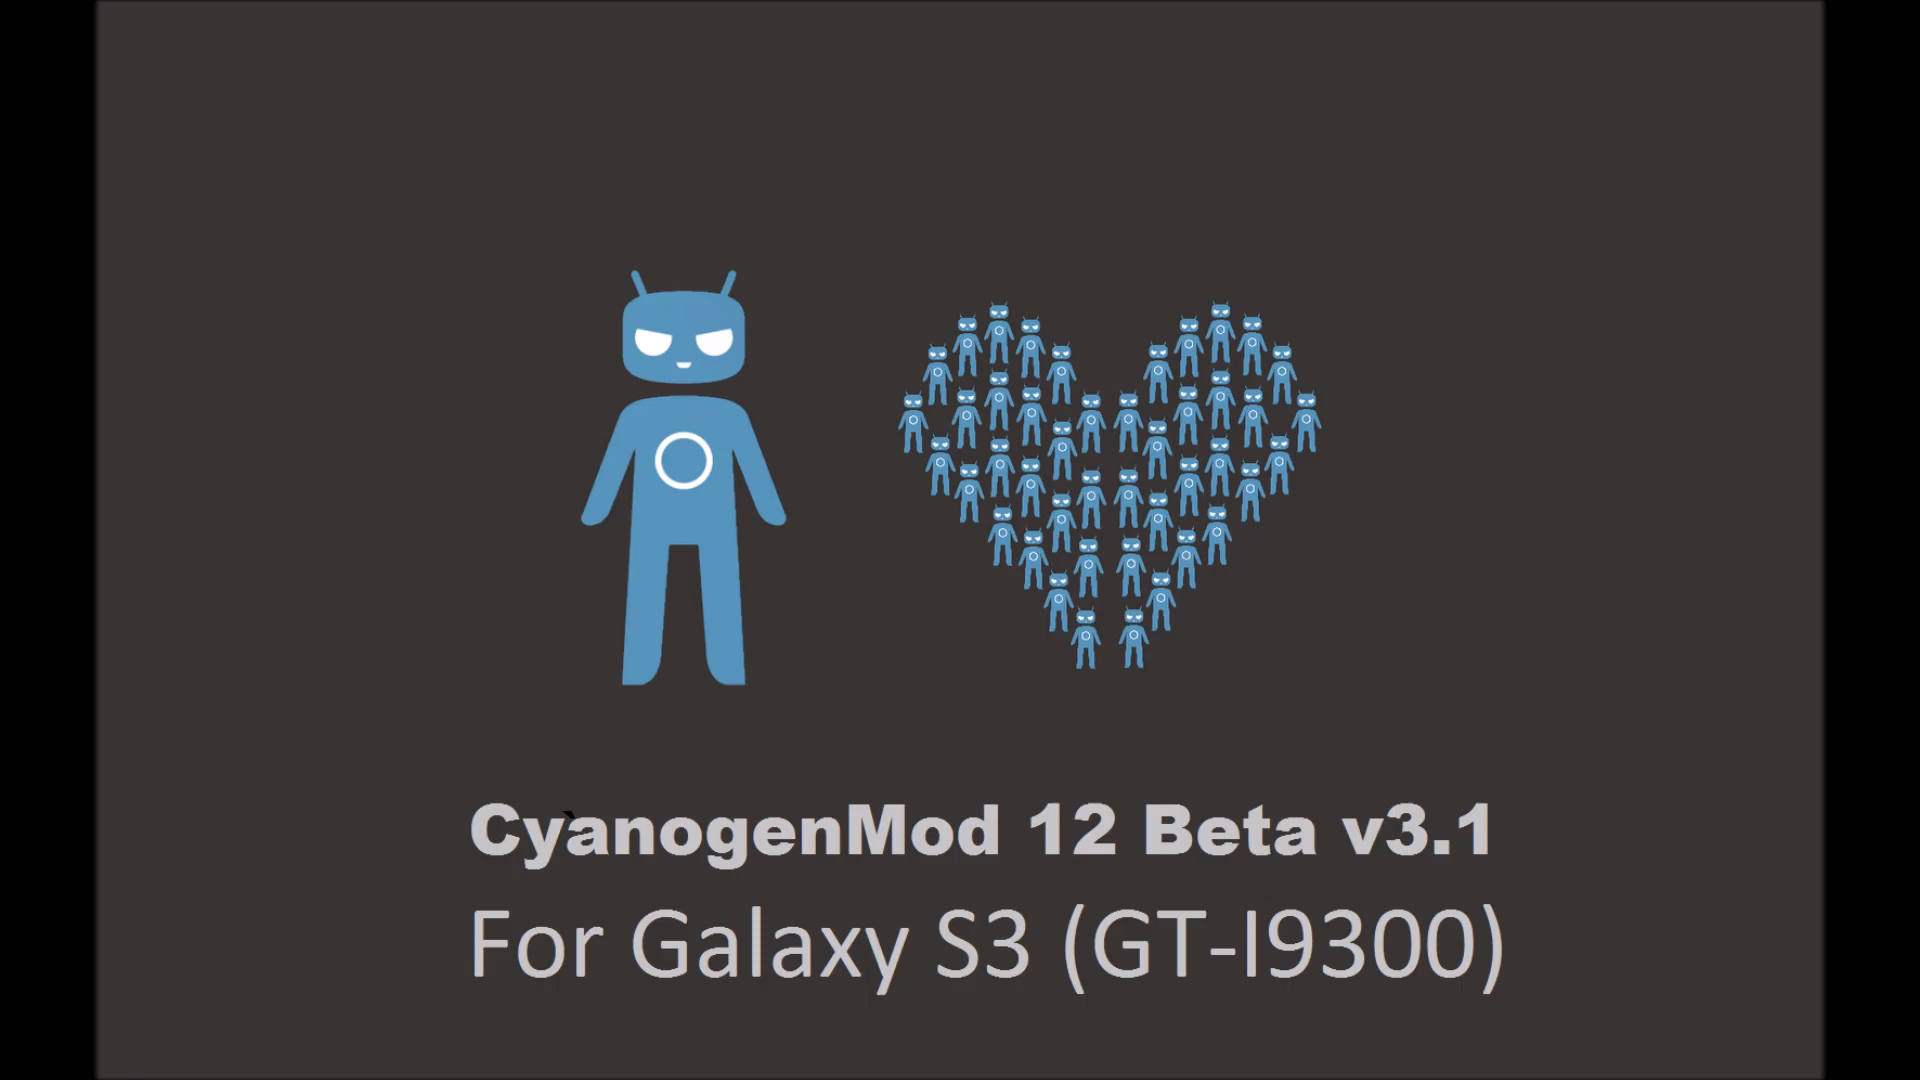 CyanogenMod 12 Beta v3.1
For Galaxy S3 (GT-I9300)